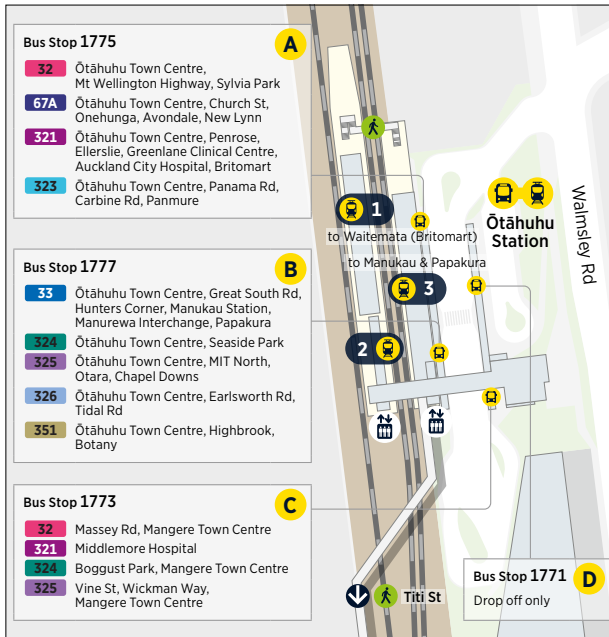 Bus Stop 1775
A
32 Ōtāhuhu Town Centre,
Mt Wellington Highway, Sylvia Park
67A Ōtāhuhu Town Centre, Church St,
Onehunga, Avondale, New Lynn
321 Ōtāhuhu Town Centre, Penrose,
Ellerslie, Greenlane Clinical Centre,
Auckland City Hospital, Britomart
323 Ōtāhuhu Town Centre, Panama Rd,
Carbine Rd, Panmure
Bus Stop 1777
B
33 Ōtāhuhu Town Centre, Great South Rd,
Hunters Corner, Manukau Station,
Manurewa Interchange, Papakura
324 Ōtāhuhu Town Centre, Seaside Park
325 Ōtāhuhu Town Centre, MIT North,
Otara, Chapel Downs
326 Ōtāhuhu Town Centre, Earlsworth Rd,
Tidal Rd
351 Ōtāhuhu Town Centre, Highbrook,
Botany
Bus Stop 1773
C
32 Massey Rd, Mangere Town Centre
321 Middlemore Hospital
324 Boggust Park, Mangere Town Centre
325 Vine St, Wickman Way,
Mangere Town Centre
1
to Waitemata (Britomart)
to Manukau & Papakura
3
2
Ōtāhuhu
Station
Walmsley Rd
Titi St
Bus Stop 1771
D
Drop off only